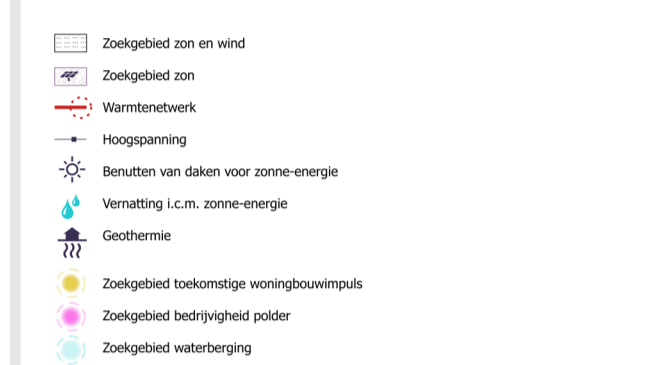 Zoekgebied zon en wind
Zoekgebied zon
Warmtenetwerk
Hoogspanning
Benutten van daken voor zonne-energie
Vernatting i.c.m. zonne-energie
Geothermie
Zoekgebied toekomstige woningbouwimpuls
Zoekgebied bedrijvigheid polder
Zoekgebied waterberging